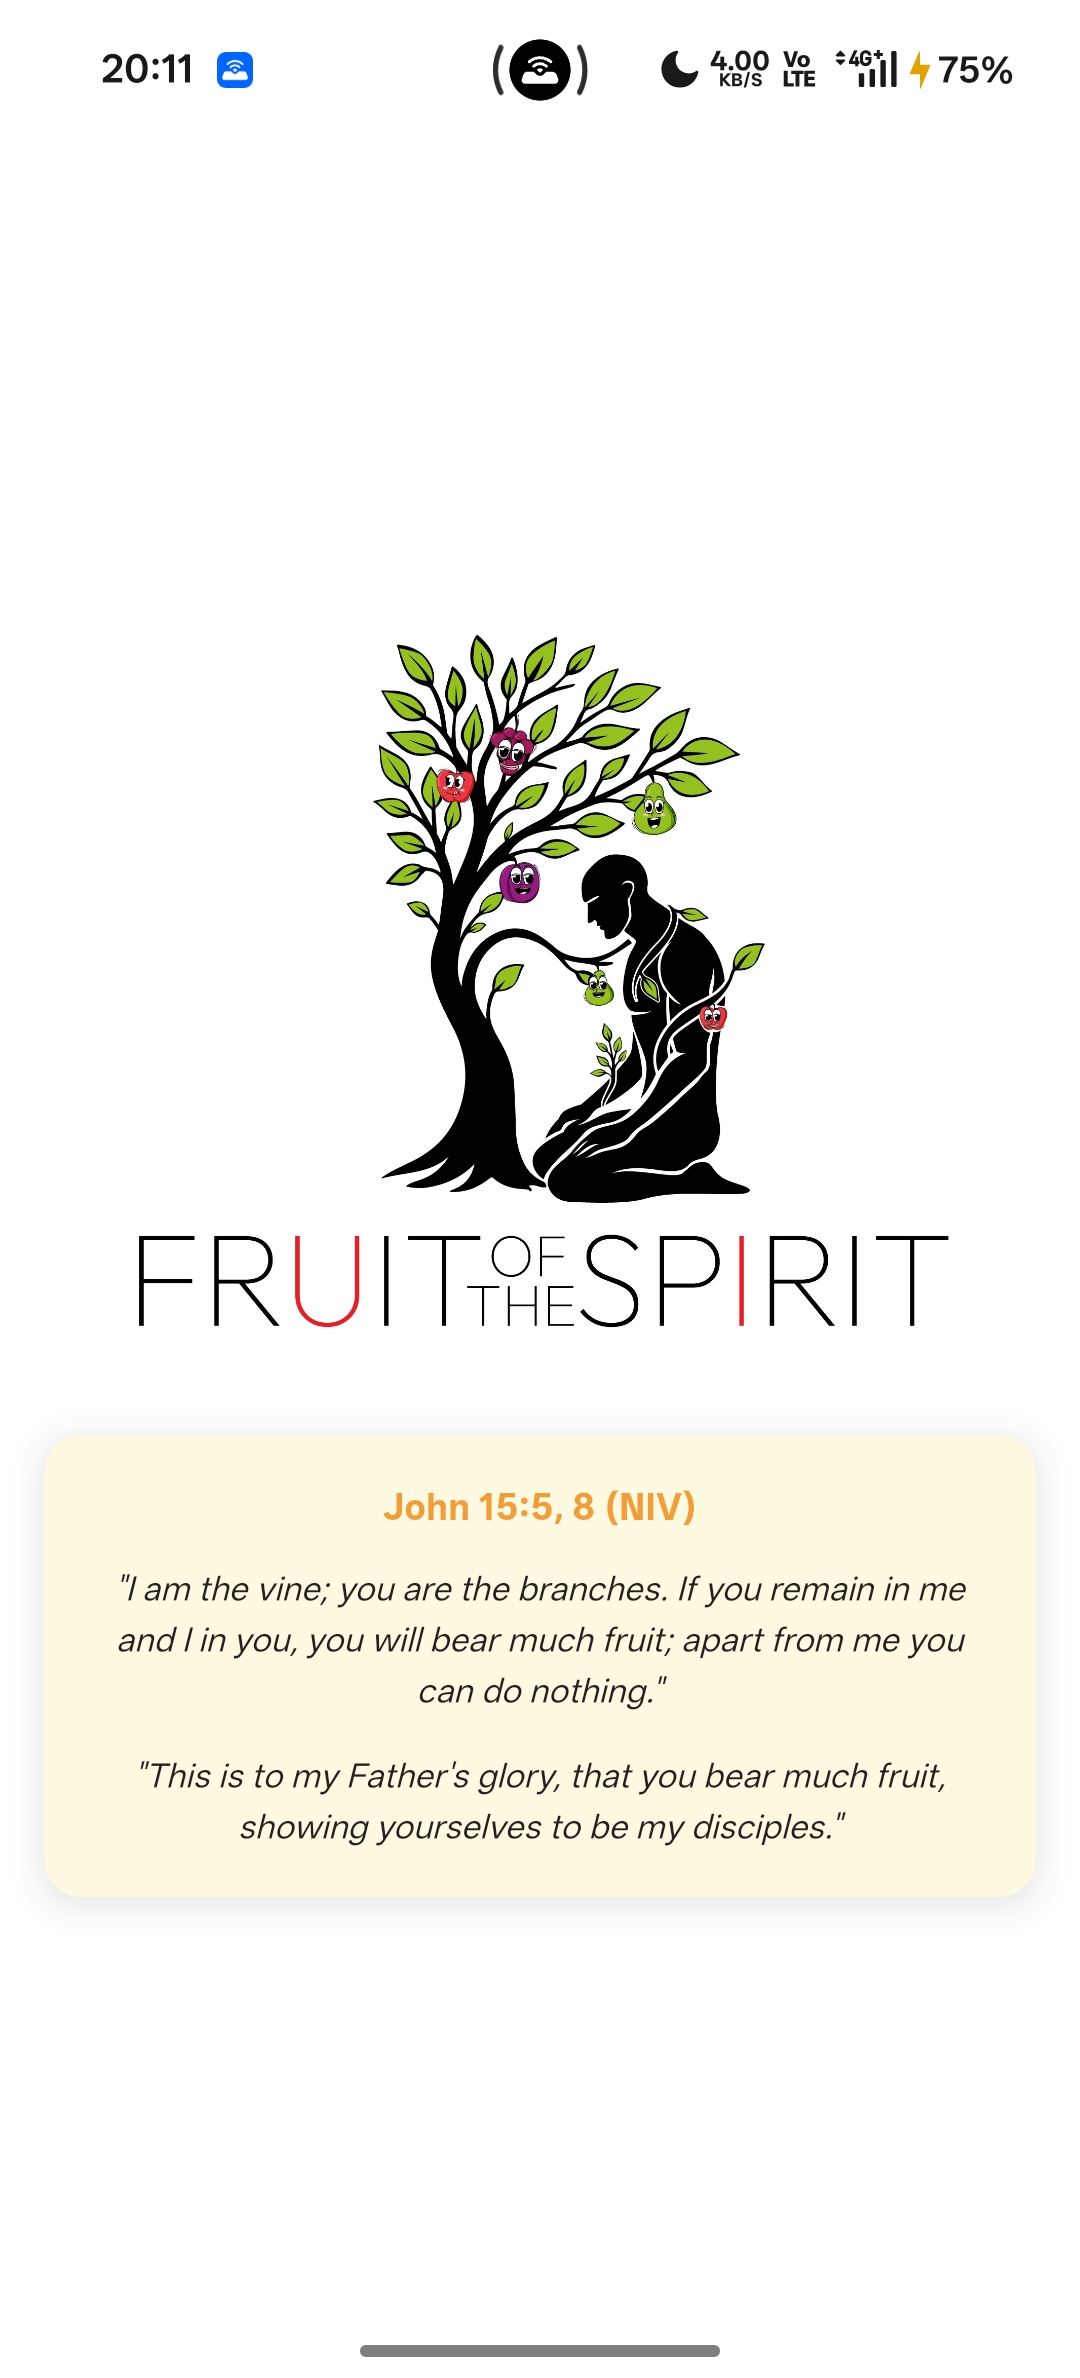 20:11
4.00 KB/S Vo LTE 4G+ 75%
FRUIT OF THE SPIRIT
John 15:5, 8 (NIV)
"I am the vine; you are the branches. If you remain in me
and I in you, you will bear much fruit; apart from me you
can do nothing."
"This is to my Father's glory, that you bear much fruit,
showing yourselves to be my disciples."